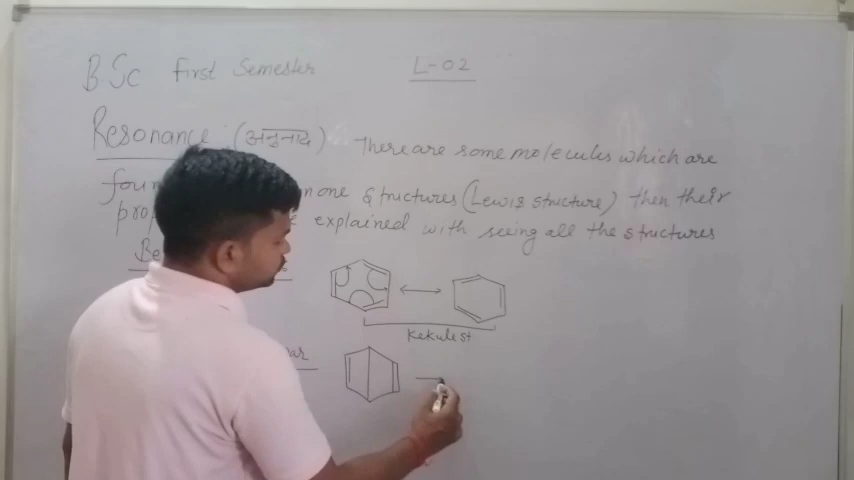 BSc First Semester L-02
Resonance :- (अनुनाद) There are some molecules which are
one structures (Lewis structure) then their
explained with seeing all the structures
Kekule st